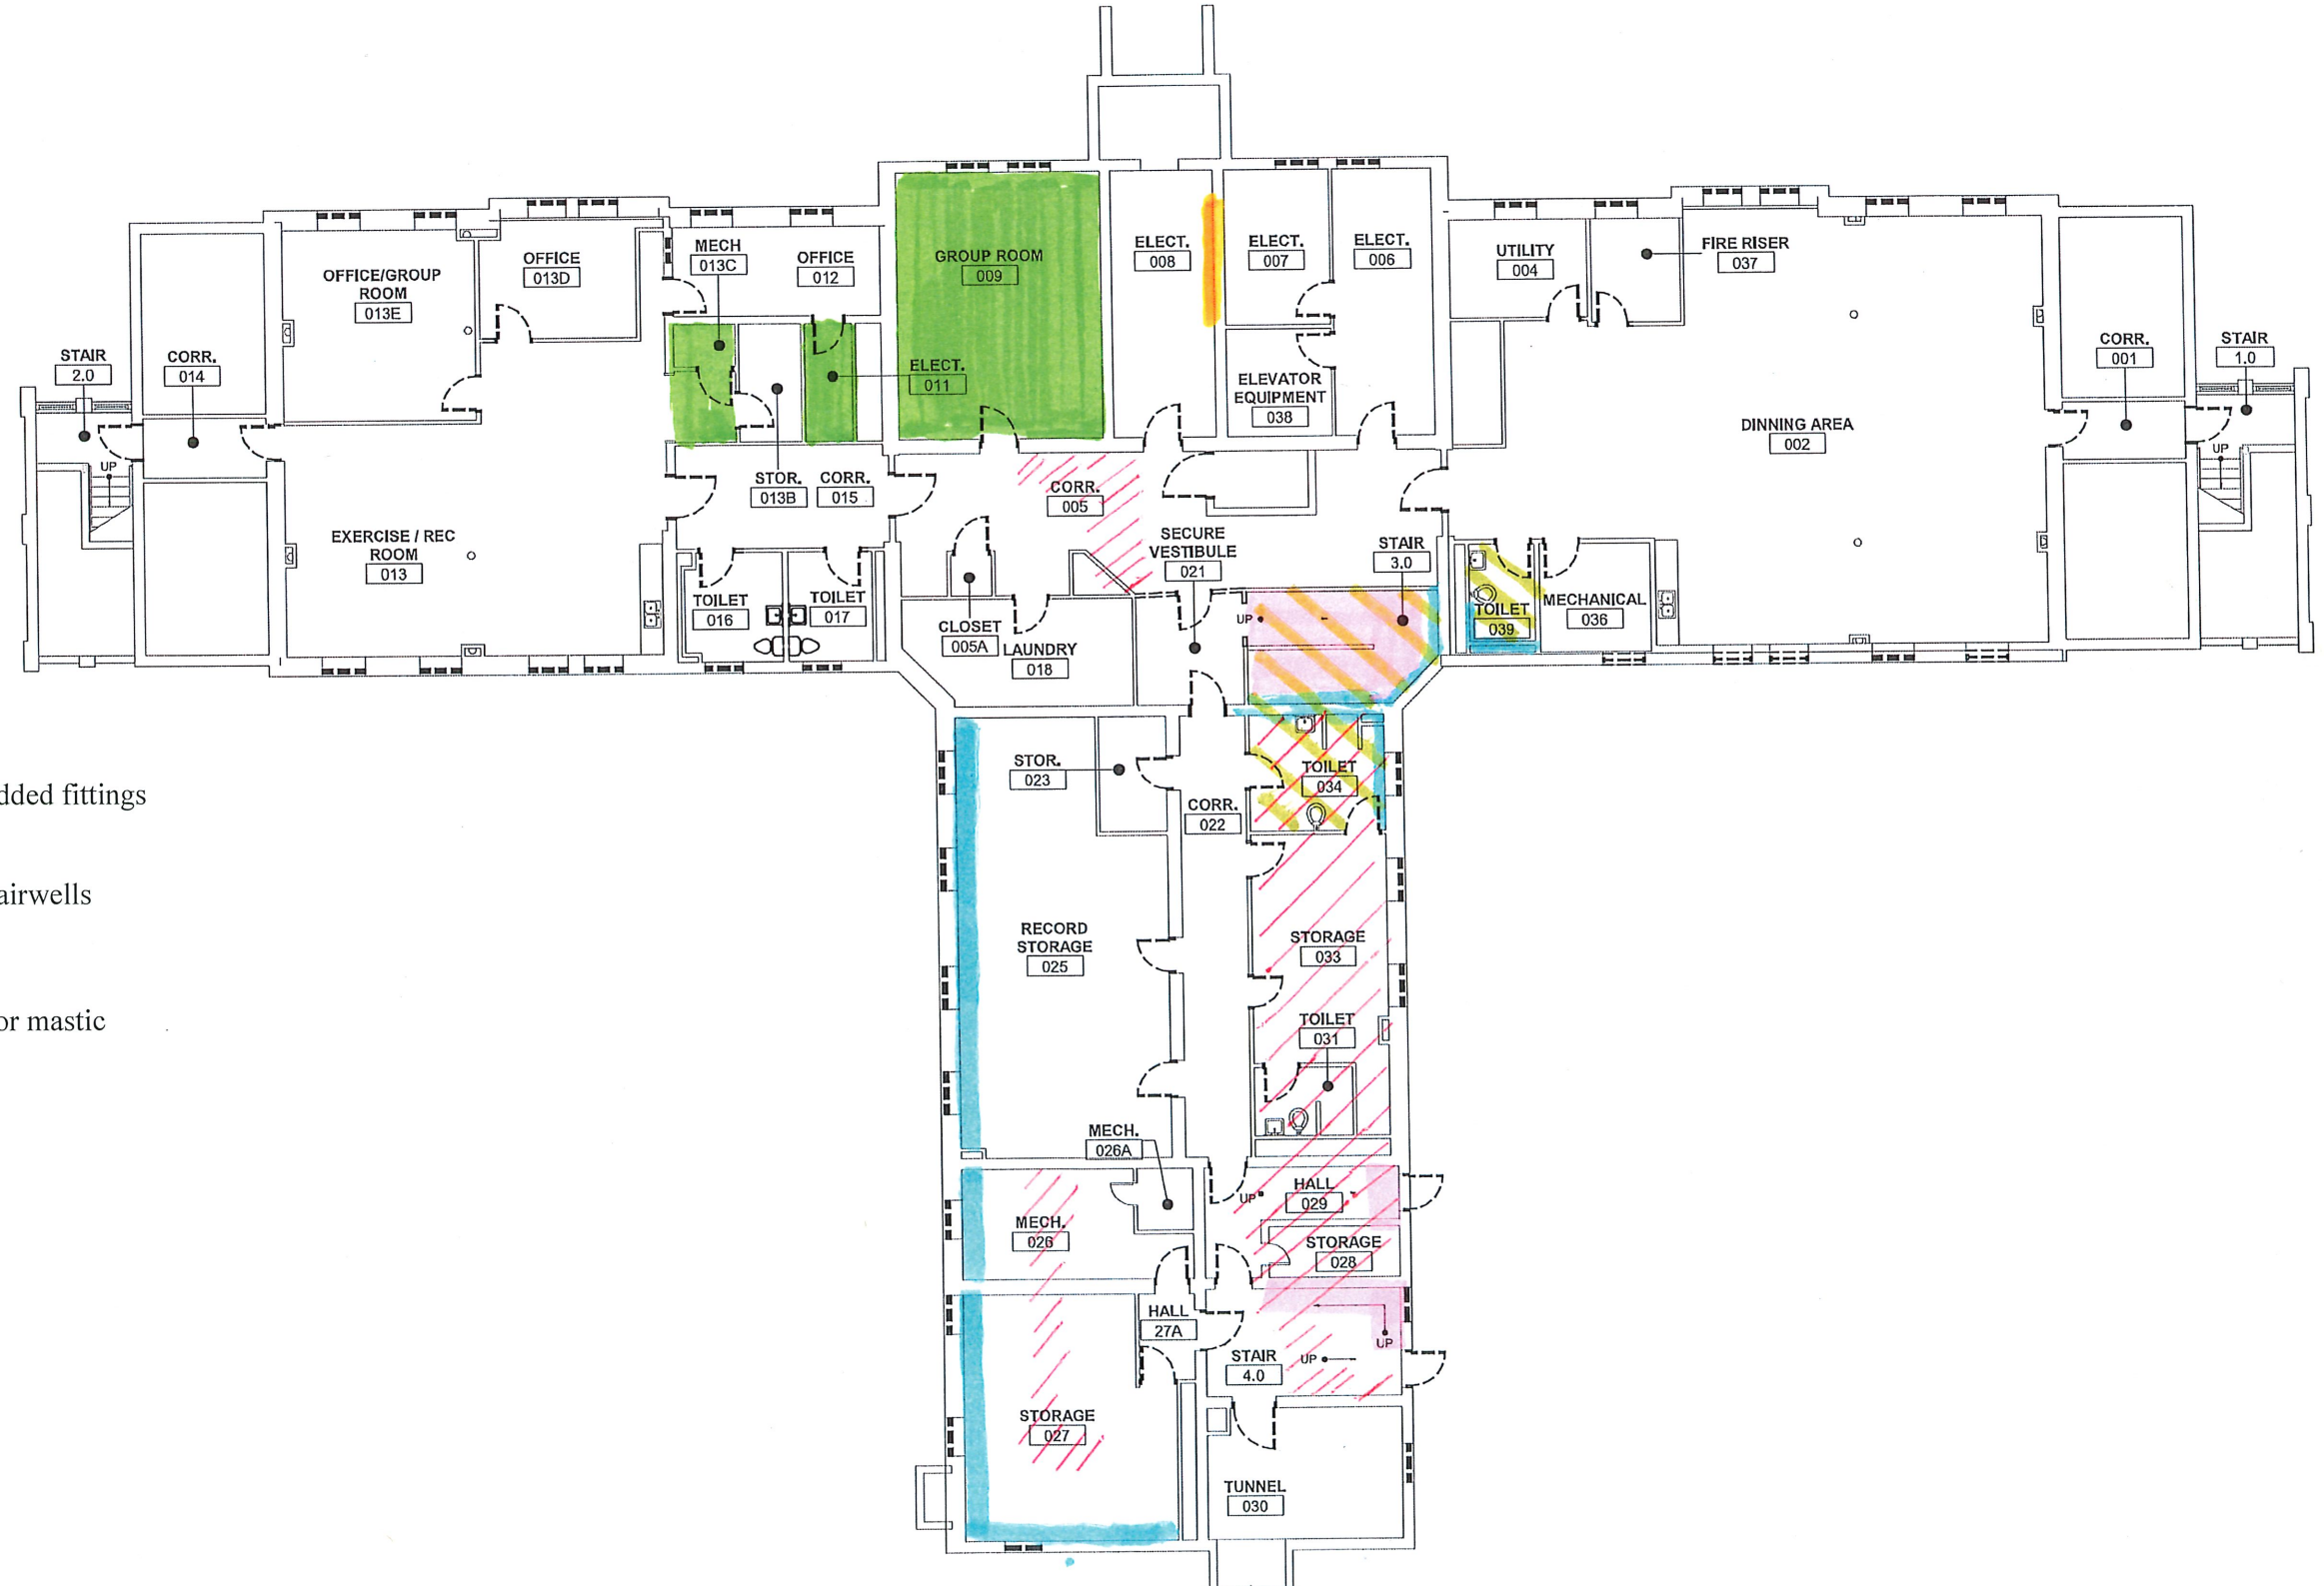 MECH
013C
OFFICE
012
OFFICE
013D
OFFICE/GROUP
ROOM
013E
GROUP ROOM
009
ELECT.
008
ELECT.
007
ELECT.
006
UTILITY
004
FIRE RISER
037
STAIR
2.0
CORR.
014
UP
ELECT.
011
ELEVATOR
EQUIPMENT
038
DINNING AREA
002
CORR.
001
STAIR
1.0
UP
STOR.
013B
CORR.
015
CORR.
005
EXERCISE / REC
ROOM
013
SECURE
VESTIBULE
021
STAIR
3.0
TOILET
016
TOILET
017
CLOSET
005A
LAUNDRY
018
UP
TOILET
039
MECHANICAL
036
dded fittings
airwells
or mastic
STOR.
023
TOILET
034
CORR.
022
RECORD
STORAGE
025
STORAGE
033
TOILET
031
MECH.
026A
UP
HALL
029
MECH.
026
STORAGE
028
HALL
27A
UP
STAIR
4.0
UP
STORAGE
027
TUNNEL
030